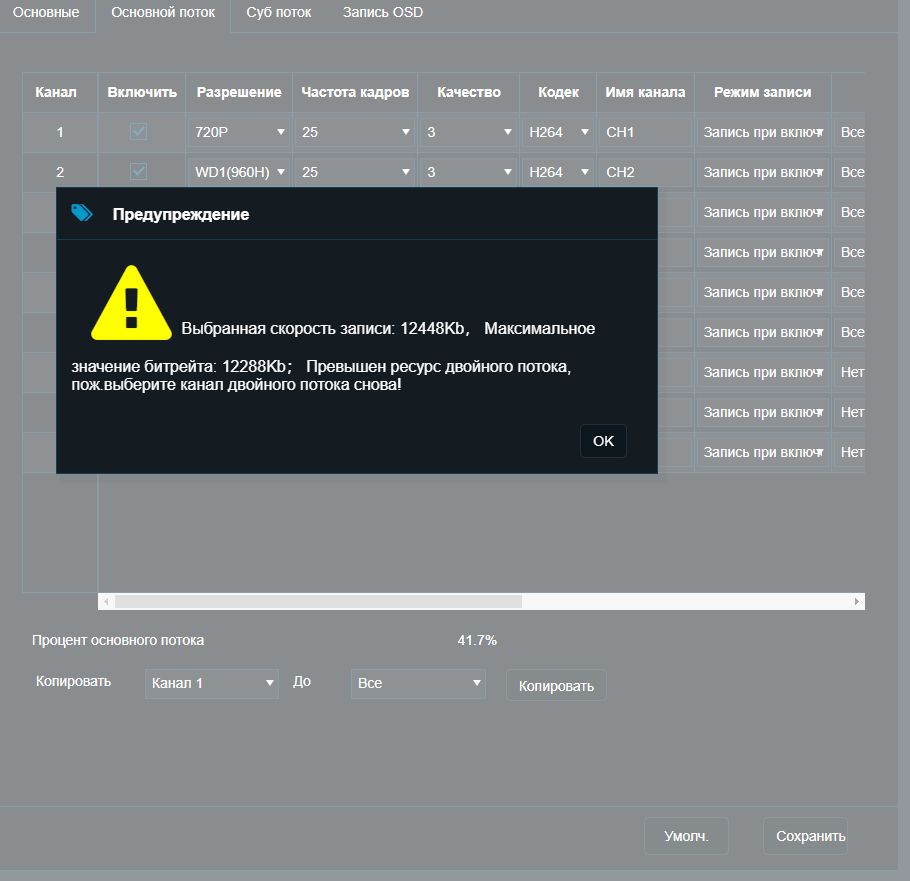 Основные Основной поток Суб поток Запись OSD
Канал Включить Разрешение Частота кадров Качество Кодек Имя канала Режим записи
1 720P 25 3 H264 CH1 Запись при включ Все
2 WD1(960H) 25 3 H264 CH2 Запись при включ Все
Запись при включ Все
Предупреждение
Запись при включ Все
Запись при включ Все
Выбранная скорость записи: 12448Kb， Максимальное
Запись при включ Все
значение битрейта: 12288Kb； Превышен ресурс двойного потока,
Запись при включ Нет
пож.выберите канал двойного потока снова!
Запись при включ Нет
OK
Запись при включ Нет
Процент основного потока 41.7%
Копировать Канал 1 До Все Копировать
Умолч. Сохранить